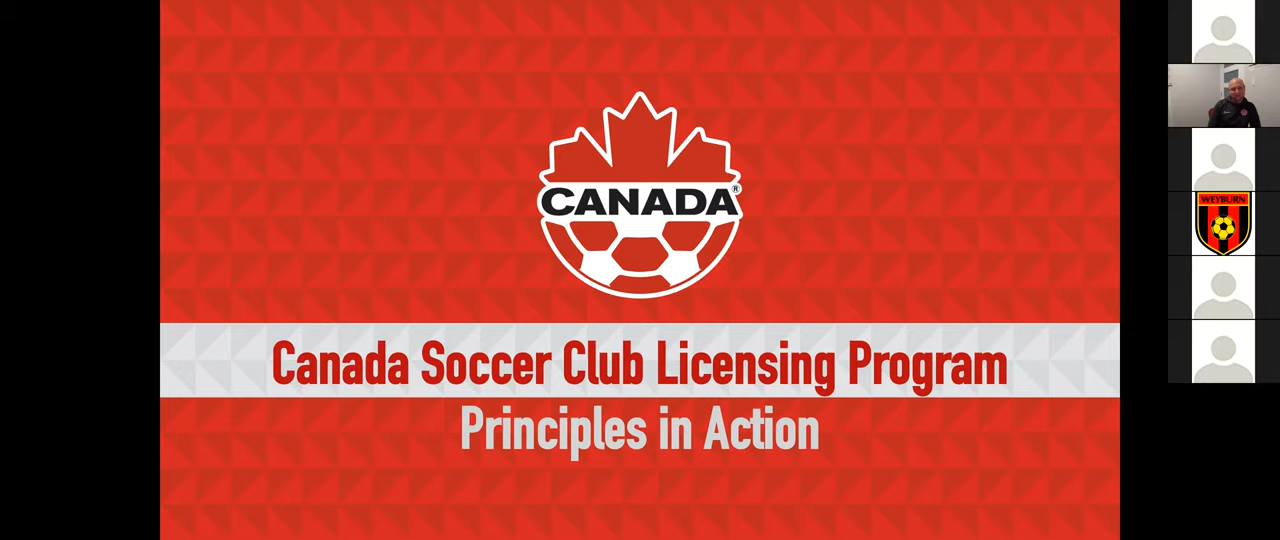 CANADA®
Canada Soccer Club Licensing Program
Principles in Action
WEYBURN